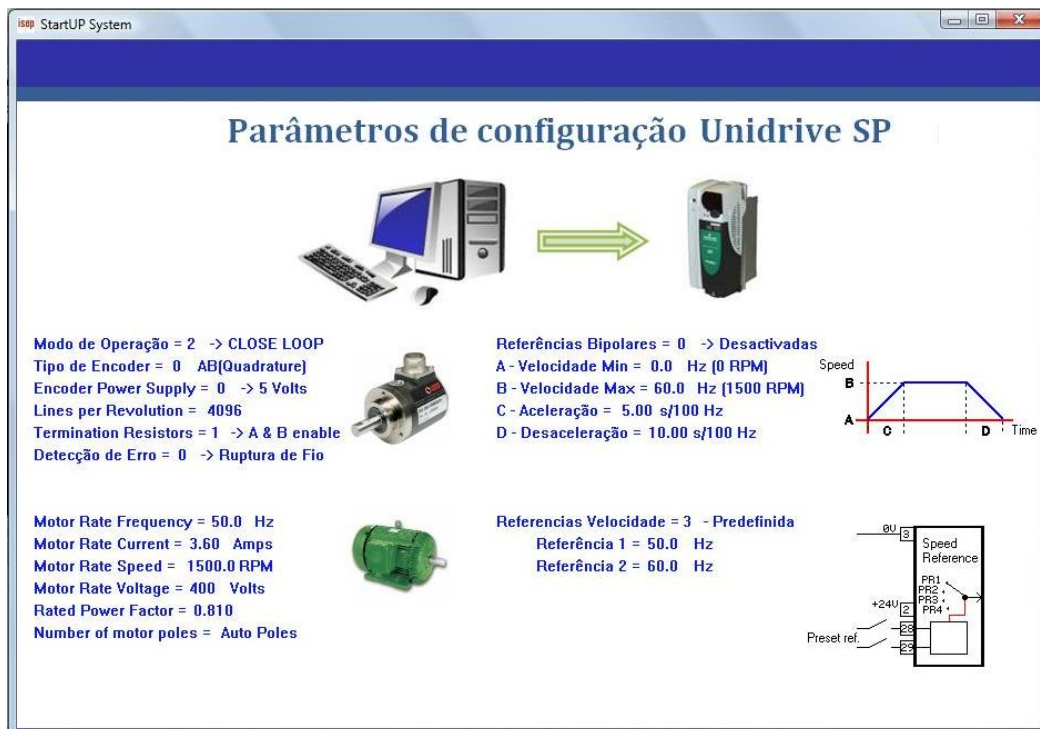 isep StartUP System
Parâmetros de configuração Unidrive SP
Modo de Operação = 2 -> CLOSE LOOP
Tipo de Encoder = 0 AB(Quadrature)
Encoder Power Supply = 0 -> 5 Volts
Lines per Revolution = 4096
Termination Resistors = 1 -> A & B enable
Detecção de Erro = 0 -> Ruptura de Fio
Referências Bipolares = 0 -> Desactivadas
A - Velocidade Min = 0.0 Hz (0 RPM)
B - Velocidade Max = 60.0 Hz (1500 RPM)
C - Aceleração = 5.00 s/100 Hz
D - Desaceleração = 10.00 s/100 Hz
Speed
B
A
C D Time
Motor Rate Frequency = 50.0 Hz
Motor Rate Current = 3.60 Amps
Motor Rate Speed = 1500.0 RPM
Motor Rate Voltage = 400 Volts
Rated Power Factor = 0.810
Number of motor poles = Auto Poles
Referencias Velocidade = 3 - Predefinida
Referência 1 = 50.0 Hz
Referência 2 = 60.0 Hz
0V 3
Speed
Reference
PR1
PR2
PR3
PR4
+24V 2
28
Preset ref.
29